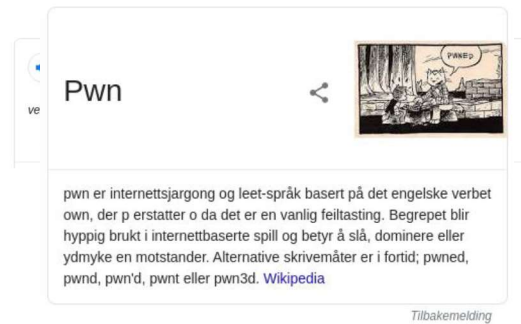 PWNED
Pwn
ve
pwn er internettsjargong og leet-språk basert på det engelske verbet
own, der p erstatter o da det er en vanlig feiltasting. Begrepet blir
hyppig brukt i internettbaserte spill og betyr å slå, dominere eller
ydmyke en motstander. Alternative skrivemåter er i fortid; pwned,
pwnd, pwn'd, pwnt eller pwn3d. Wikipedia
Tilbakemelding